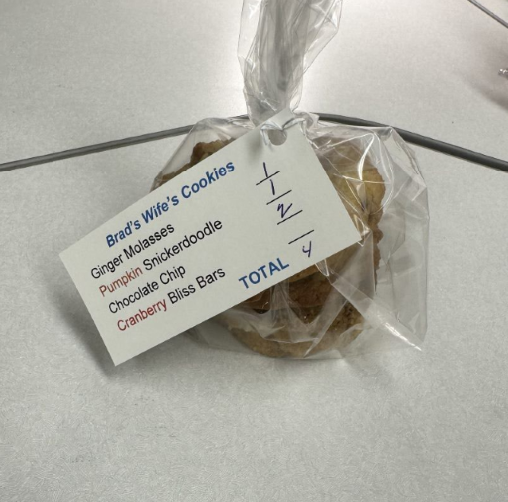 Brad's Wife's Cookies
Ginger Molasses 1
Pumpkin Snickerdoodle 1
Chocolate Chip 2
Cranberry Bliss Bars
TOTAL 4